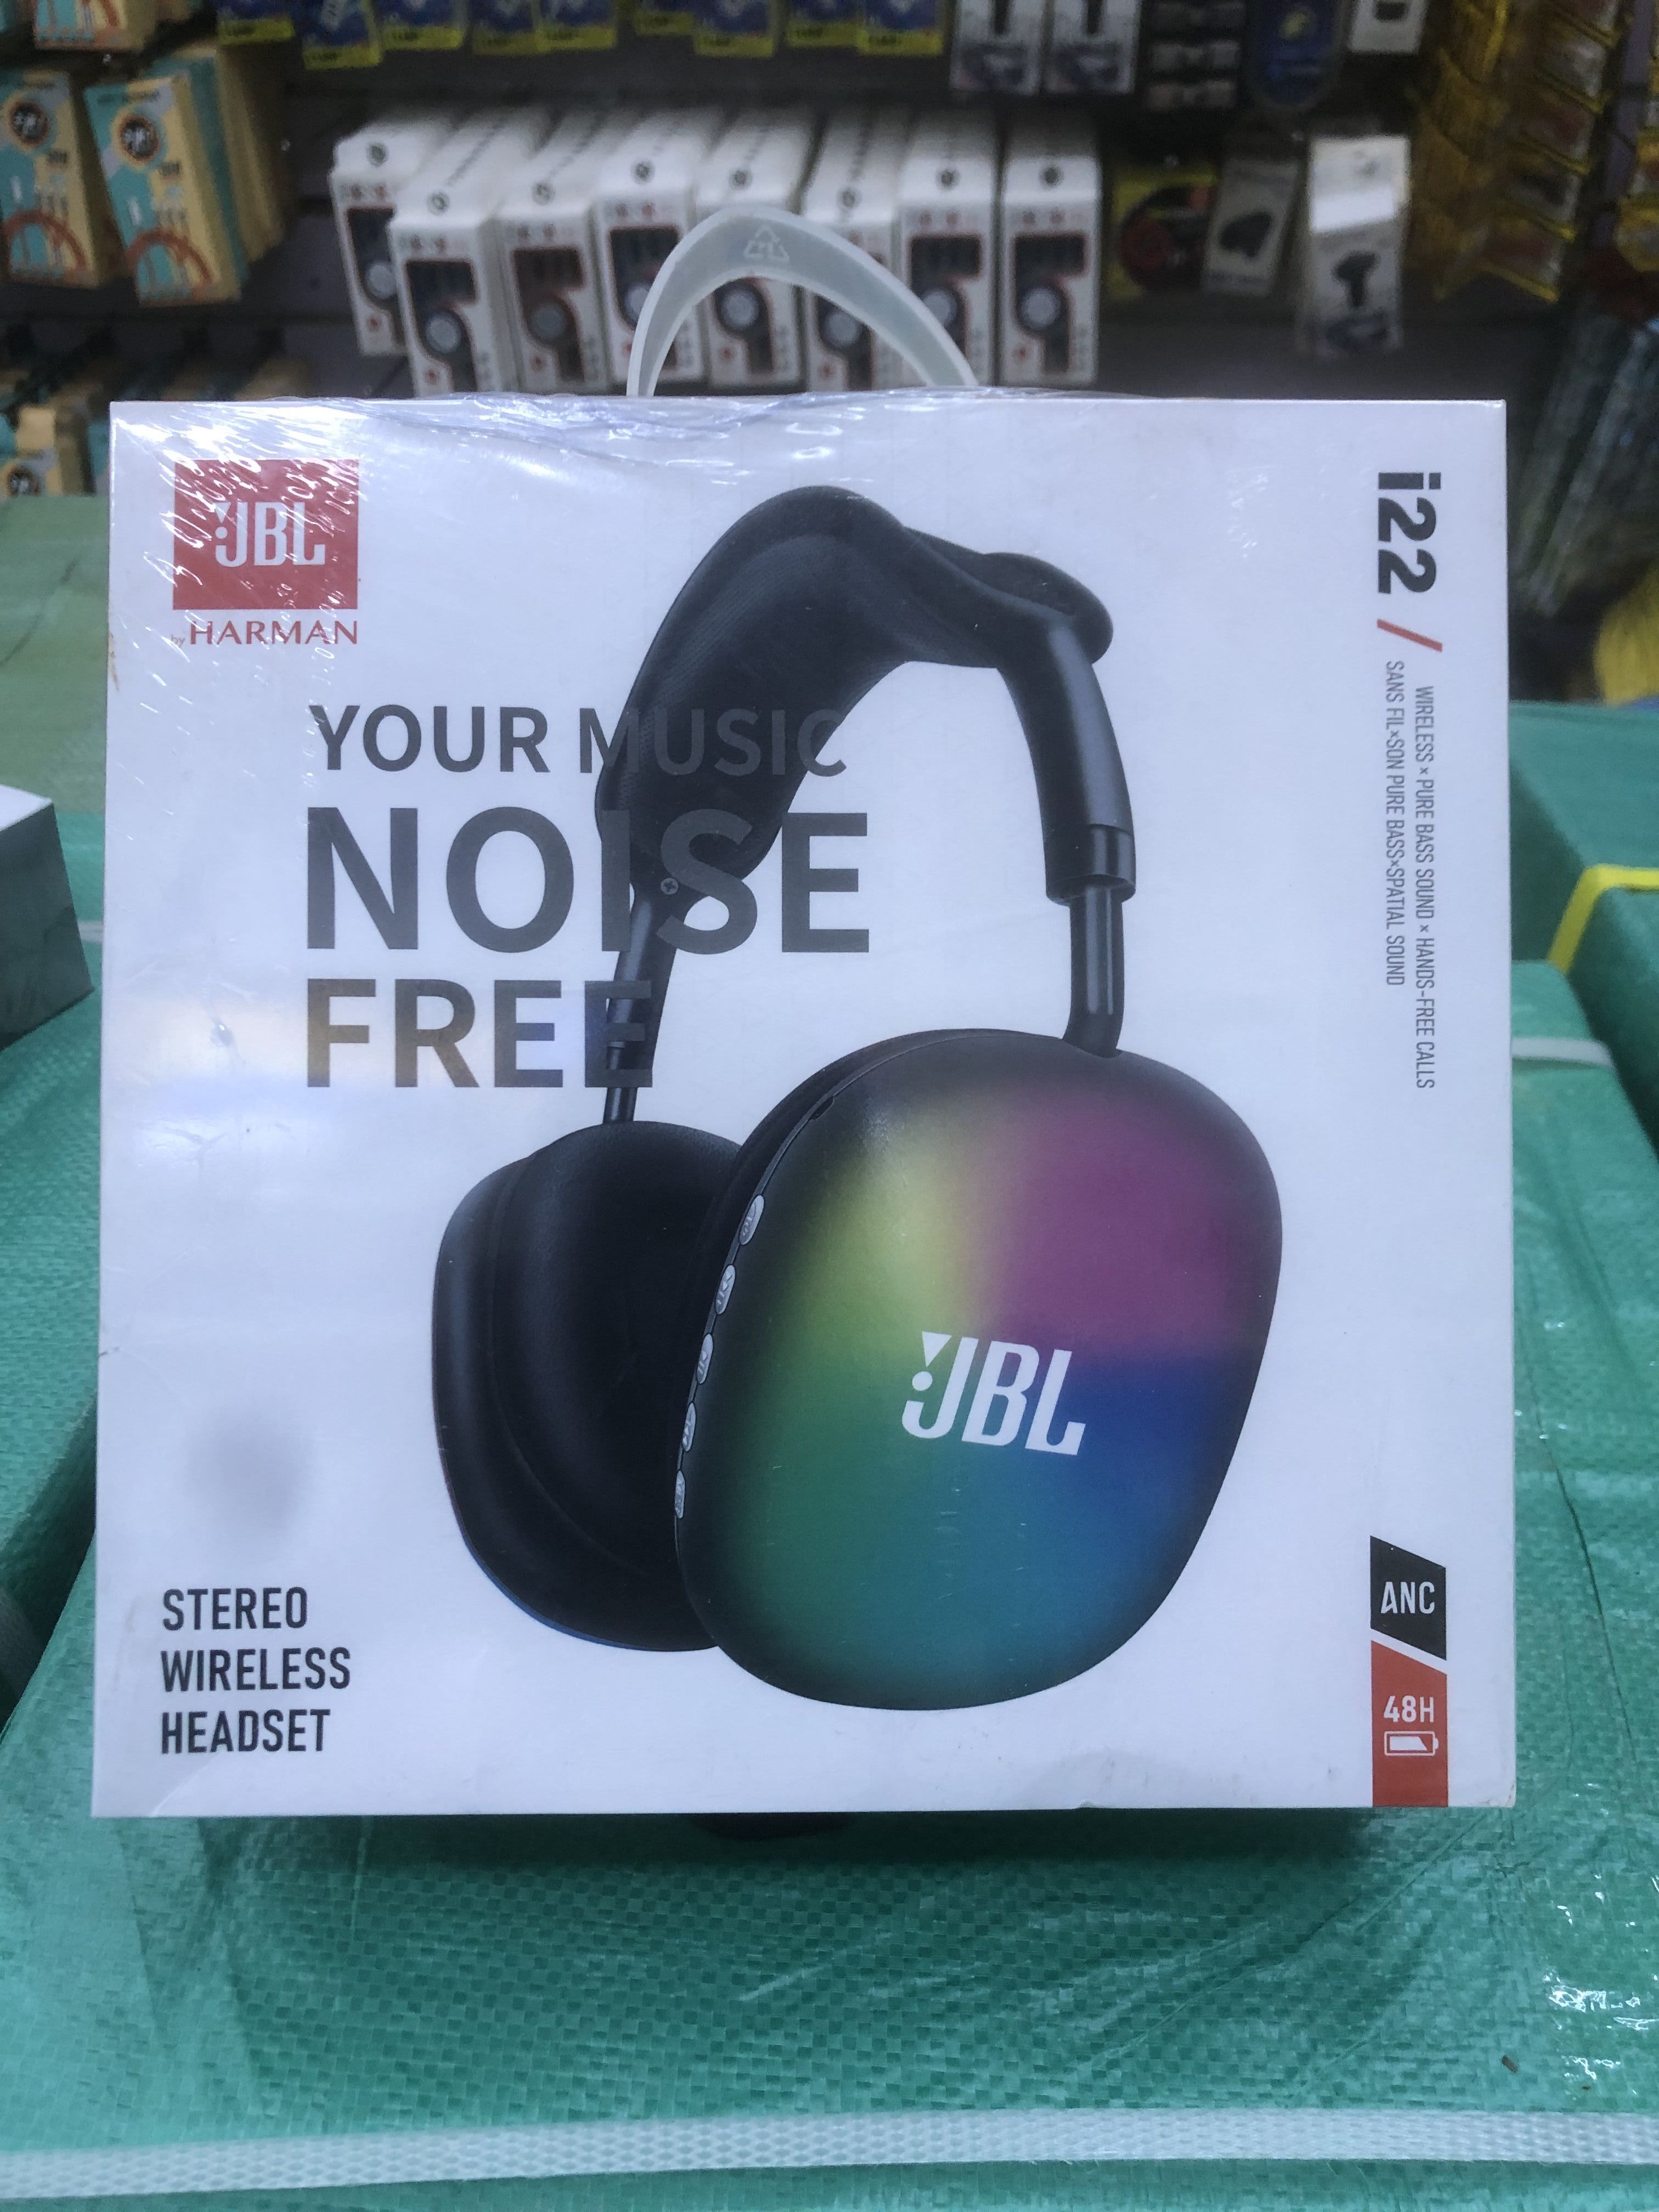 JBL
by HARMAN
YOUR MUSIC
NOISE
FREE
i22 /
WIRELESS × PURE BASS SOUND × HANDS-FREE CALLS
SANS FIL×SON PURE BASS×SPATIAL SOUND
JBL
STEREO
WIRELESS
HEADSET
ANC
48H